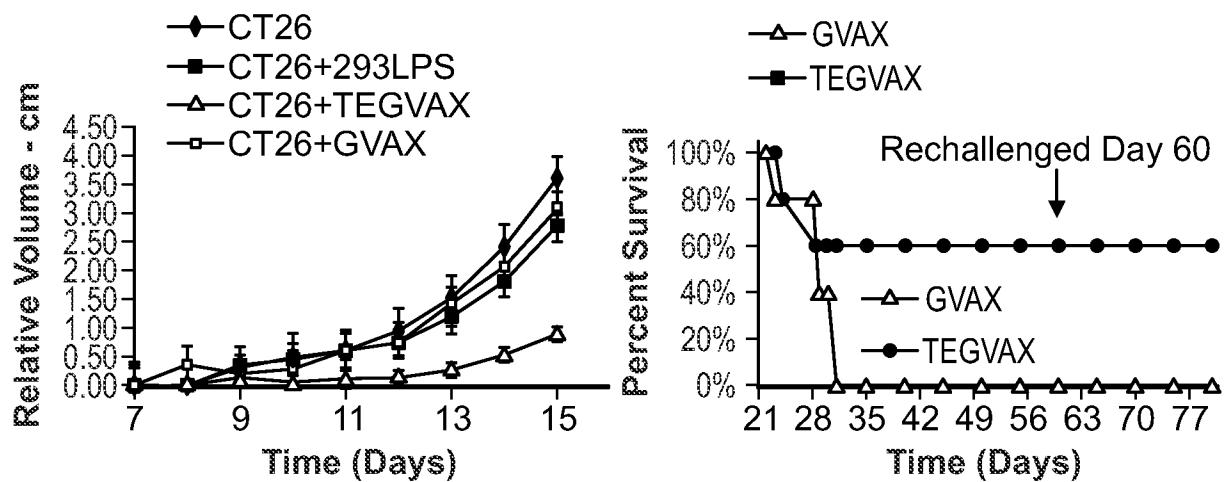 CT26
CT26+293LPS
CT26+TEGVAX
CT26+GVAX
Relative Volume - cm
4.50
4.00
3.50
3.00
2.50
2.00
1.50
1.00
0.50
0.00
7 9 11 13 15
Time (Days)
GVAX
TEGVAX
Percent Survival
100%
80%
60%
40%
20%
0%
Rechallenged Day 60
GVAX
TEGVAX
21 28 35 42 49 56 63 70 77
Time (Days)